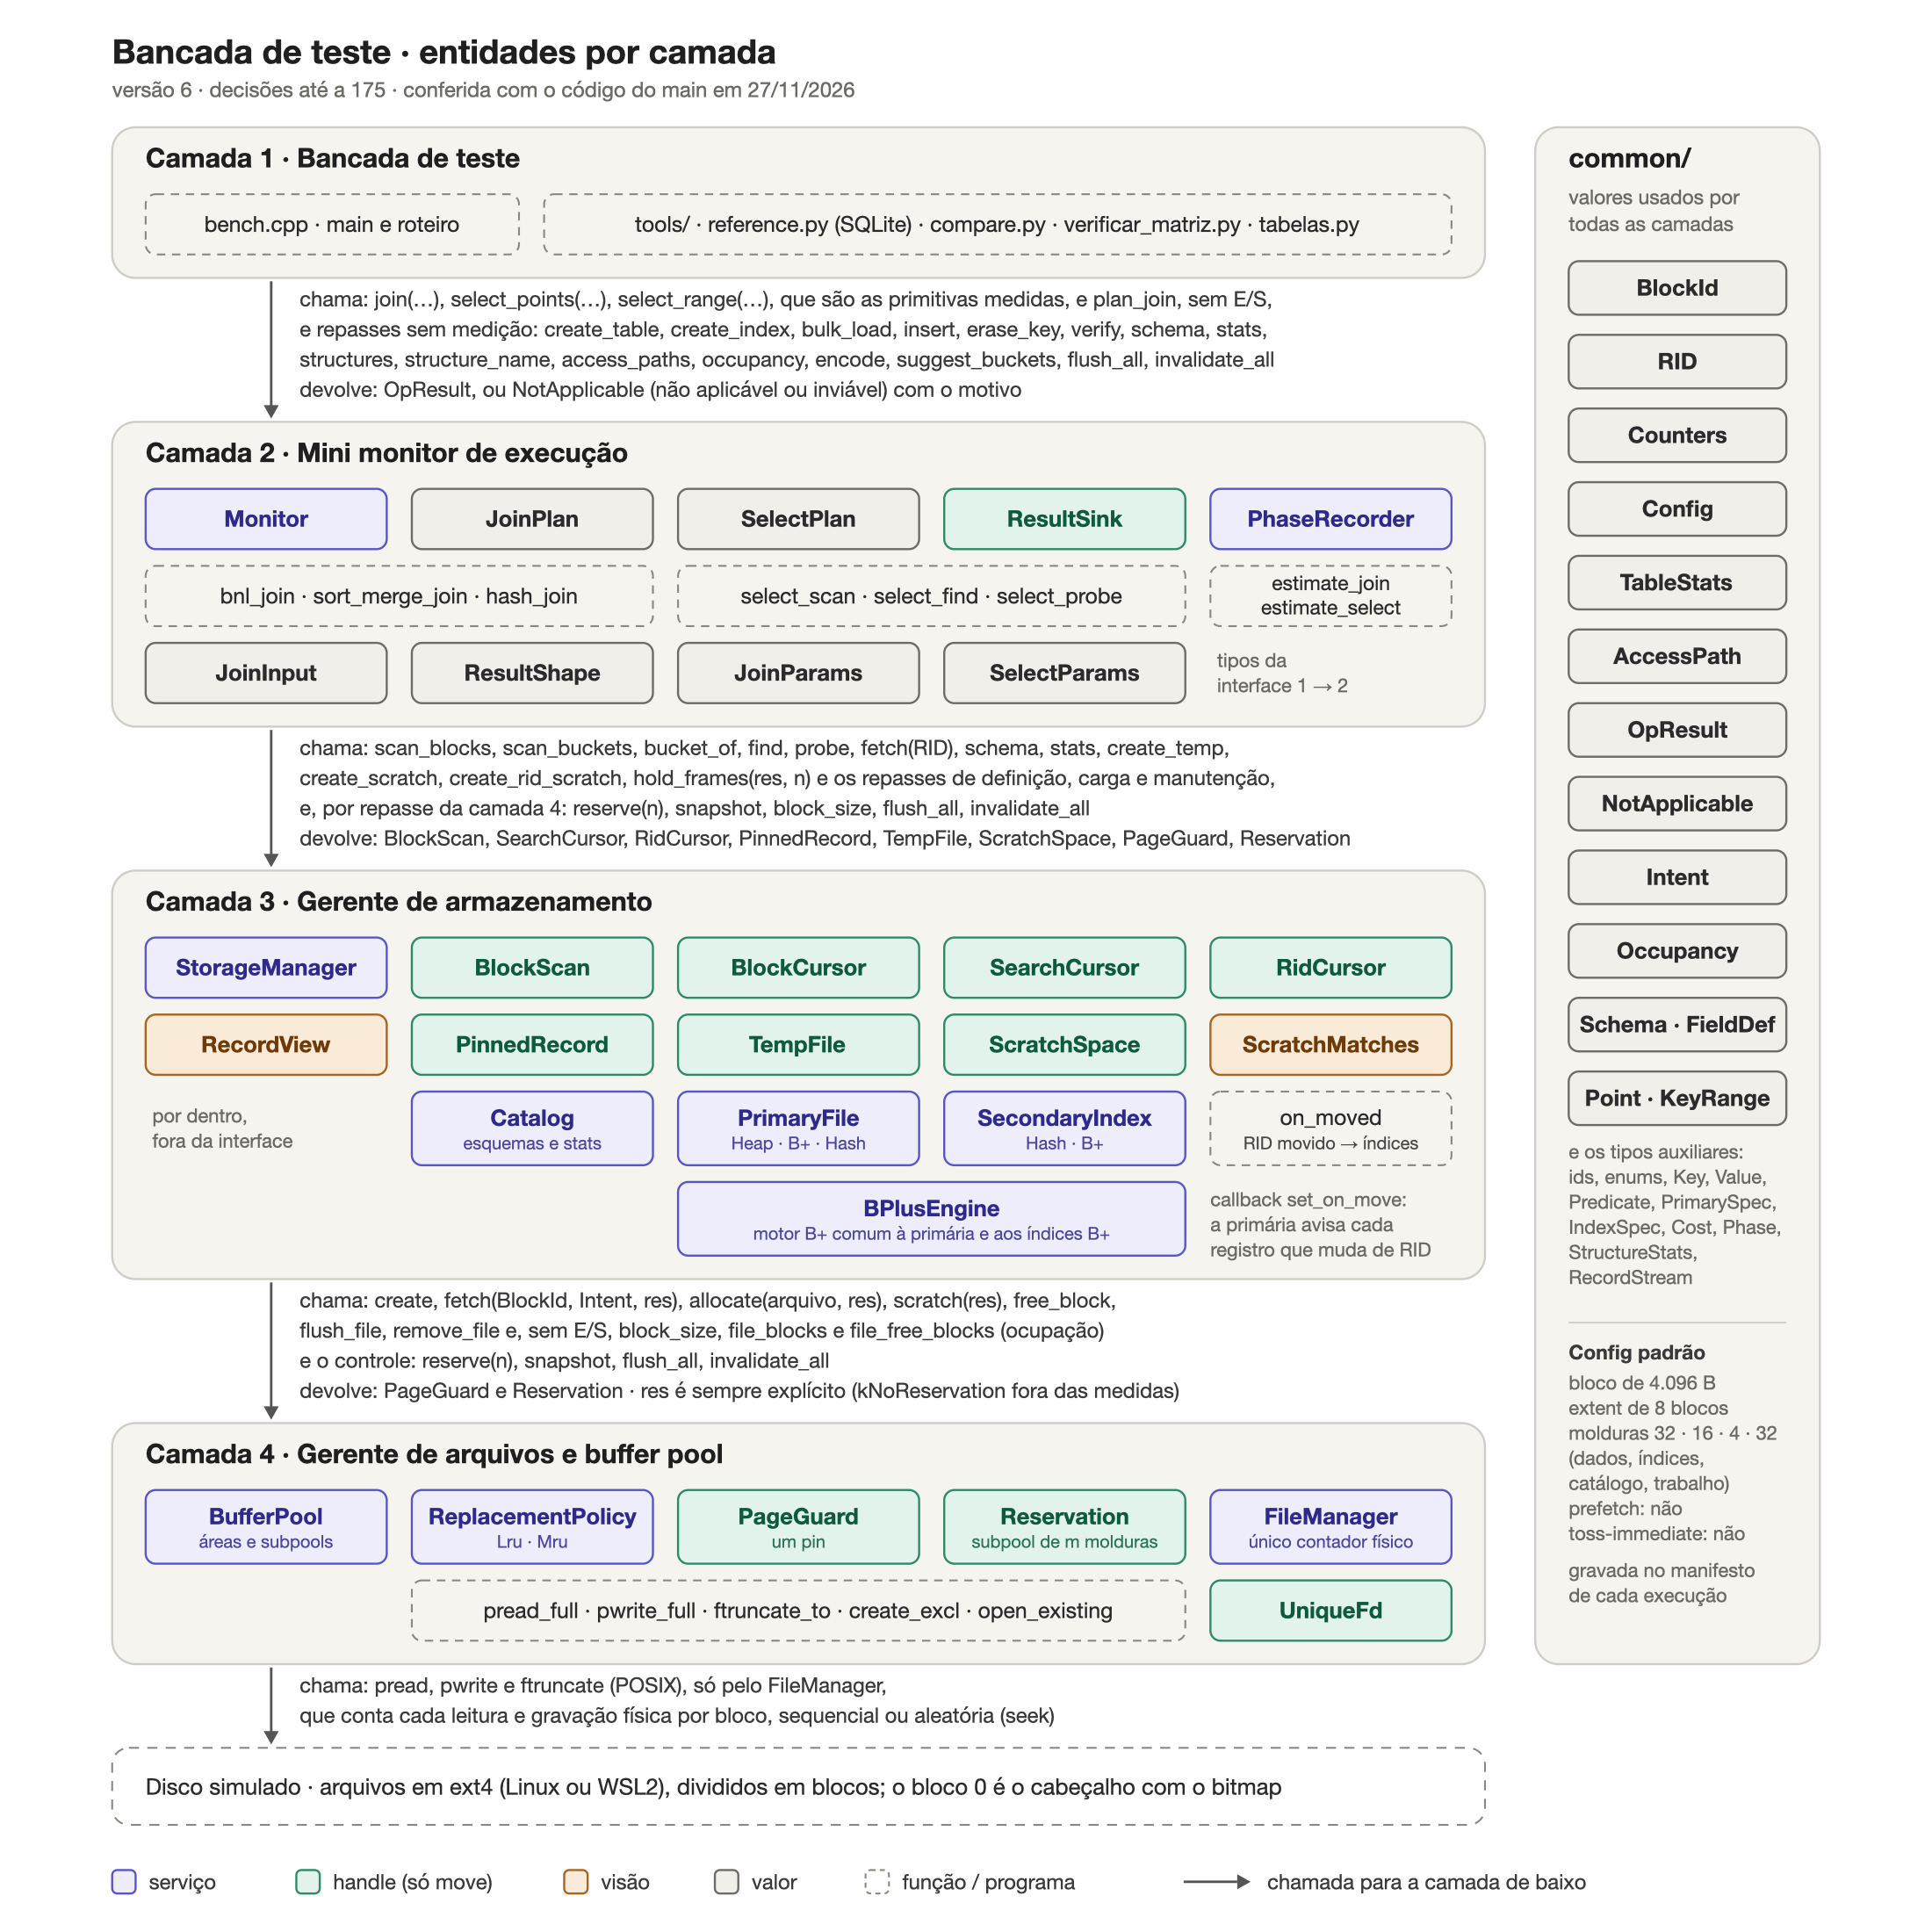 Bancada de teste · entidades por camada
versão 6 · decisões até a 175 · conferida com o código do main em 27/11/2026
Camada 1 · Bancada de teste
bench.cpp · main e roteiro
tools/ · reference.py (SQLite) · compare.py · verificar_matriz.py · tabelas.py
chama: join(…), select_points(…), select_range(…), que são as primitivas medidas, e plan_join, sem E/S,
e repasses sem medição: create_table, create_index, bulk_load, insert, erase_key, verify, schema, stats,
structures, structure_name, access_paths, occupancy, encode, suggest_buckets, flush_all, invalidate_all
devolve: OpResult, ou NotApplicable (não aplicável ou inviável) com o motivo
Camada 2 · Mini monitor de execução
Monitor
JoinPlan
SelectPlan
ResultSink
PhaseRecorder
bnl_join · sort_merge_join · hash_join
select_scan · select_find · select_probe
estimate_join
estimate_select
JoinInput
ResultShape
JoinParams
SelectParams
tipos da
interface 1 → 2
chama: scan_blocks, scan_buckets, bucket_of, find, probe, fetch(RID), schema, stats, create_temp,
create_scratch, create_rid_scratch, hold_frames(res, n) e os repasses de definição, carga e manutenção,
e, por repasse da camada 4: reserve(n), snapshot, block_size, flush_all, invalidate_all
devolve: BlockScan, SearchCursor, RidCursor, PinnedRecord, TempFile, ScratchSpace, PageGuard, Reservation
Camada 3 · Gerente de armazenamento
StorageManager
BlockScan
BlockCursor
SearchCursor
RidCursor
RecordView
PinnedRecord
TempFile
ScratchSpace
ScratchMatches
por dentro,
fora da interface
Catalog
esquemas e stats
PrimaryFile
Heap · B+ · Hash
SecondaryIndex
Hash · B+
on_moved
RID movido → índices
BPlusEngine
motor B+ comum à primária e aos índices B+
callback set_on_move:
a primária avisa cada
registro que muda de RID
chama: create, fetch(BlockId, Intent, res), allocate(arquivo, res), scratch(res), free_block,
flush_file, remove_file e, sem E/S, block_size, file_blocks e file_free_blocks (ocupação)
e o controle: reserve(n), snapshot, flush_all, invalidate_all
devolve: PageGuard e Reservation · res é sempre explícito (kNoReservation fora das medidas)
Camada 4 · Gerente de arquivos e buffer pool
BufferPool
áreas e subpools
ReplacementPolicy
Lru · Mru
PageGuard
um pin
Reservation
subpool de m molduras
FileManager
único contador físico
pread_full · pwrite_full · ftruncate_to · create_excl · open_existing
UniqueFd
chama: pread, pwrite e ftruncate (POSIX), só pelo FileManager,
que conta cada leitura e gravação física por bloco, sequencial ou aleatória (seek)
Disco simulado · arquivos em ext4 (Linux ou WSL2), divididos em blocos; o bloco 0 é o cabeçalho com o bitmap
serviço
handle (só move)
visão
valor
função / programa
chamada para a camada de baixo
common/
valores usados por
todas as camadas
BlockId
RID
Counters
Config
TableStats
AccessPath
OpResult
NotApplicable
Intent
Occupancy
Schema · FieldDef
Point · KeyRange
e os tipos auxiliares:
ids, enums, Key, Value,
Predicate, PrimarySpec,
IndexSpec, Cost, Phase,
StructureStats,
RecordStream
Config padrão
bloco de 4.096 B
extent de 8 blocos
molduras 32 · 16 · 4 · 32
(dados, índices,
catálogo, trabalho)
prefetch: não
toss-immediate: não
gravada no manifesto
de cada execução